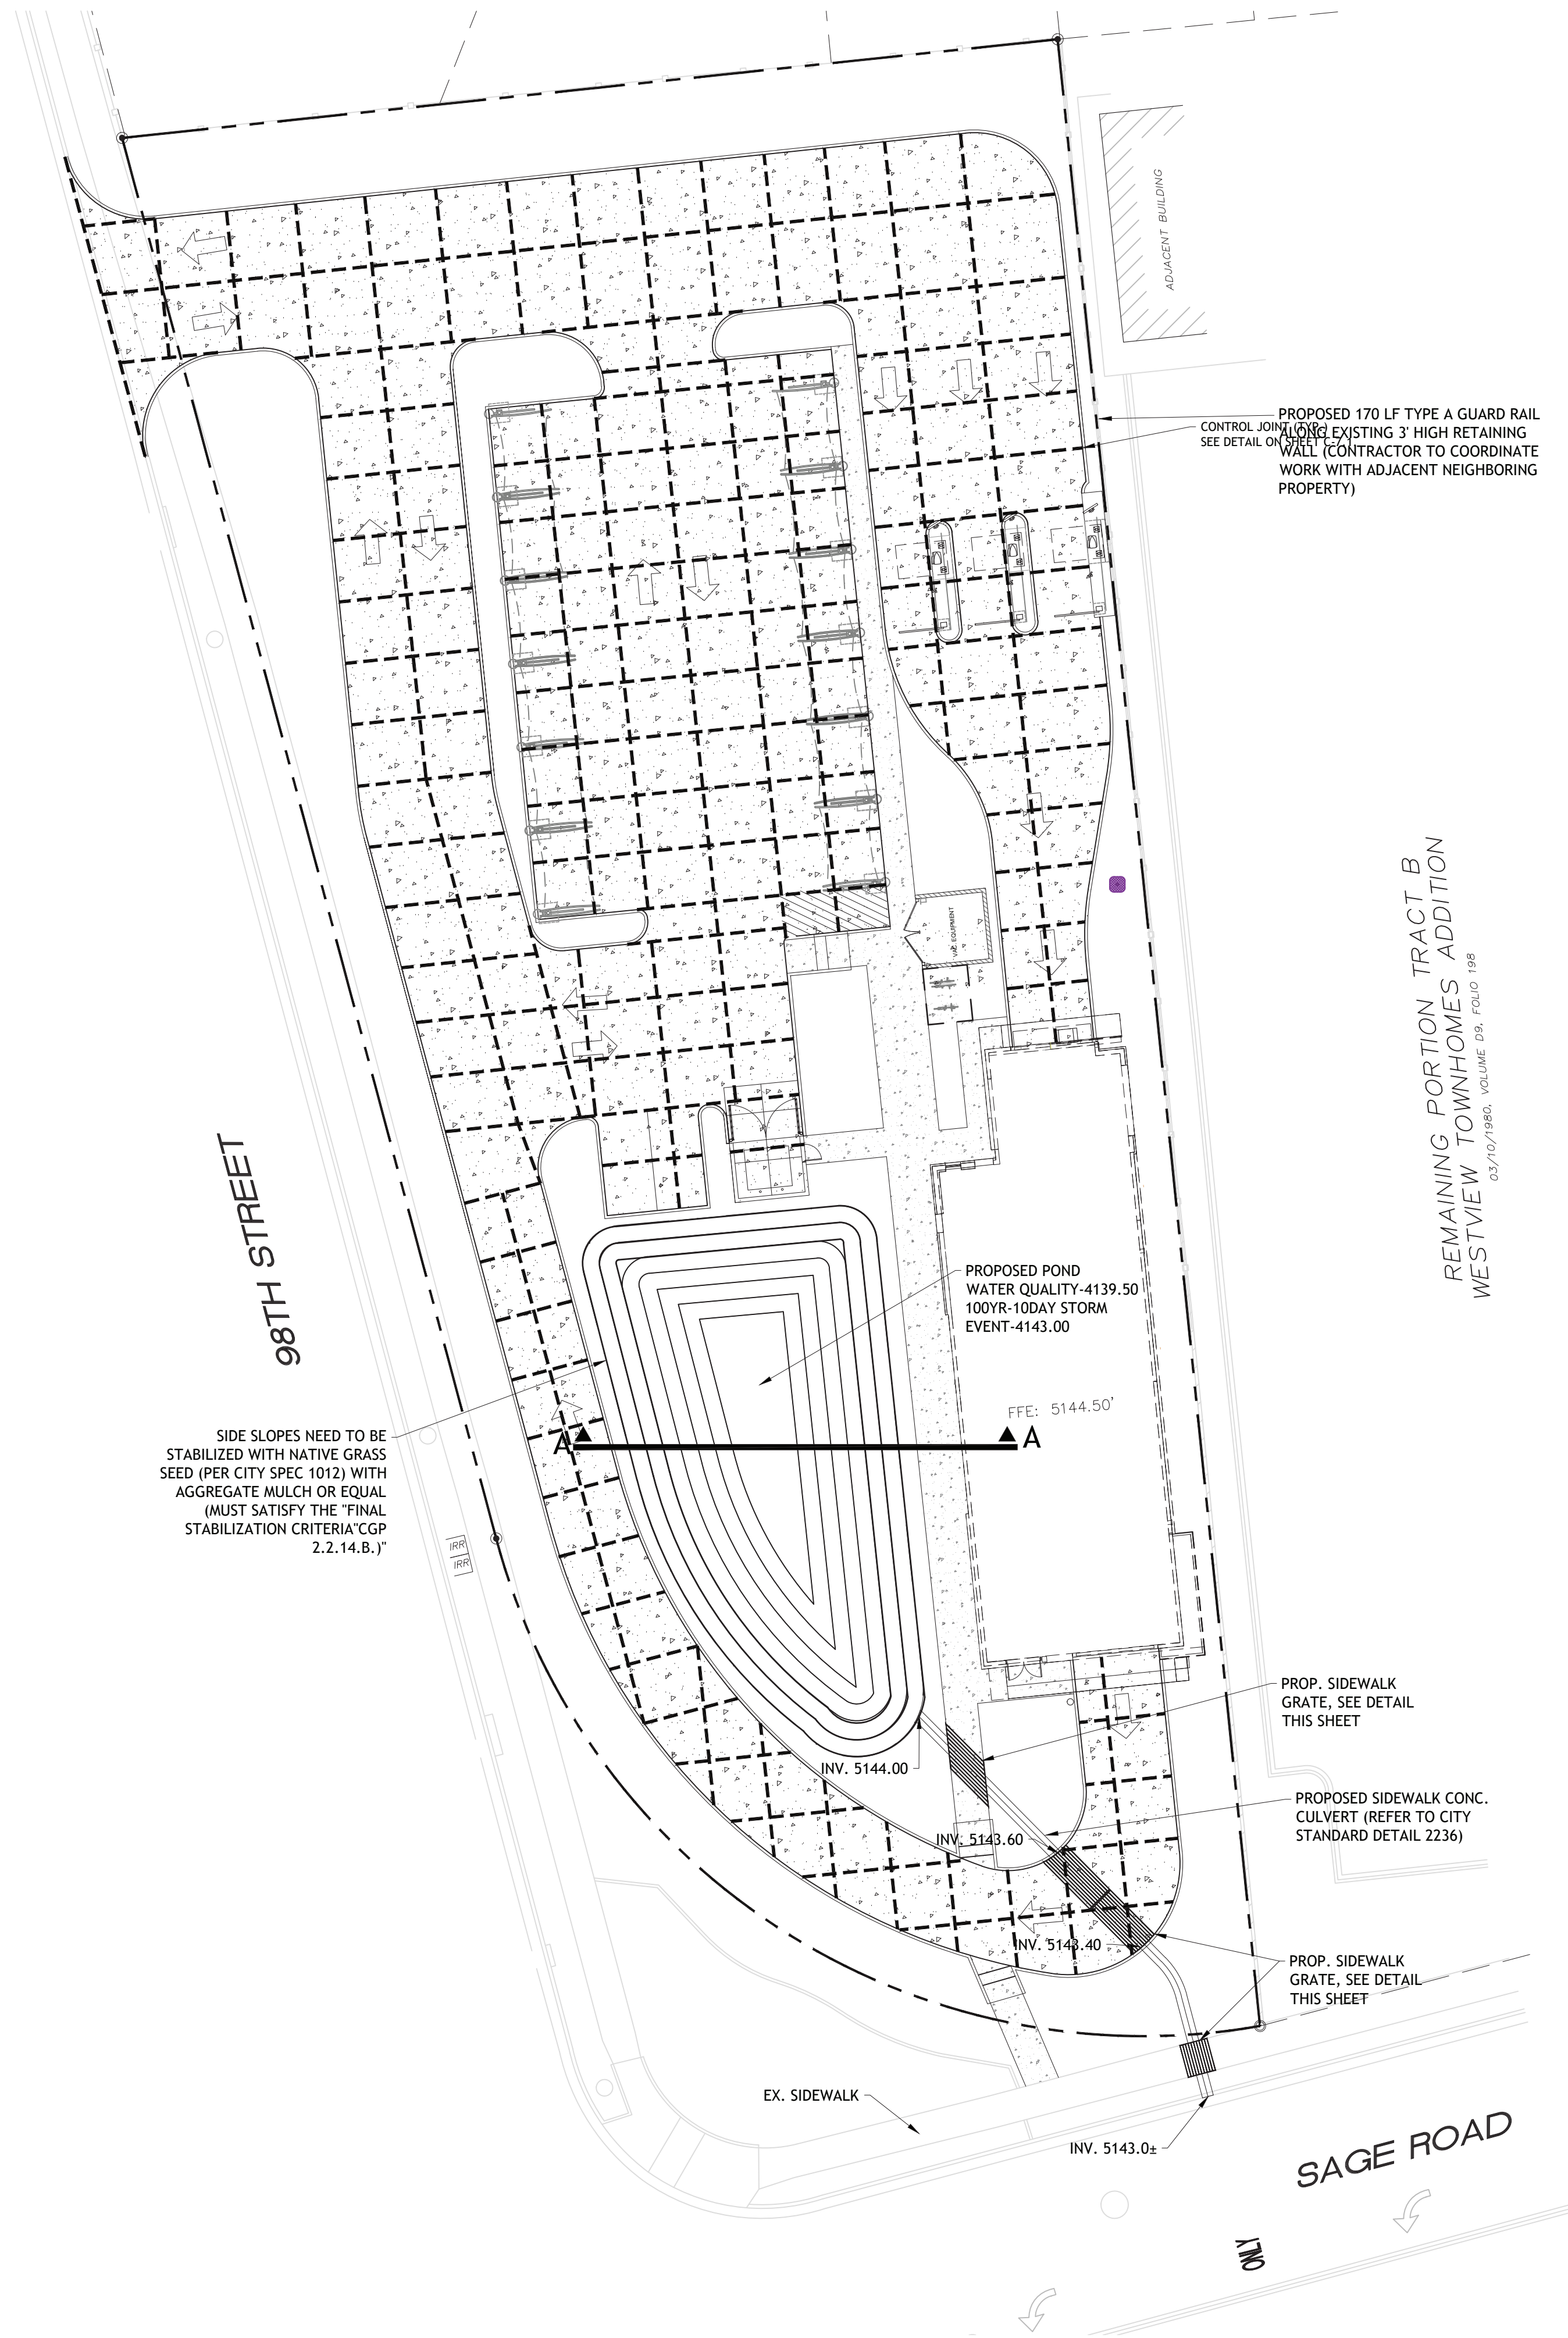 ADJACENT BUILDING
PROPOSED 170 LF TYPE A GUARD RAIL
ALONG EXISTING 3' HIGH RETAINING
WALL (CONTRACTOR TO COORDINATE
WORK WITH ADJACENT NEIGHBORING
PROPERTY)
CONTROL JOINT (TYP.)
SEE DETAIL ON SHEET C-7.1
VAC EQUIPMENT
REMAINING PORTION TRACT B
WESTVIEW TOWNHOMES ADDITION
03/10/1980, VOLUME D9, FOLIO 198
98TH STREET
PROPOSED POND
WATER QUALITY-4139.50
100YR-10DAY STORM
EVENT-4143.00
FFE: 5144.50'
A
A
SIDE SLOPES NEED TO BE
STABILIZED WITH NATIVE GRASS
SEED (PER CITY SPEC 1012) WITH
AGGREGATE MULCH OR EQUAL
(MUST SATISFY THE "FINAL
STABILIZATION CRITERIA"CGP
2.2.14.B.)"
IRR
IRR
PROP. SIDEWALK
GRATE, SEE DETAIL
THIS SHEET
INV. 5144.00
PROPOSED SIDEWALK CONC.
CULVERT (REFER TO CITY
STANDARD DETAIL 2236)
INV. 5143.60
INV. 5143.40
PROP. SIDEWALK
GRATE, SEE DETAIL
THIS SHEET
EX. SIDEWALK
INV. 5143.0±
SAGE ROAD
ONLY